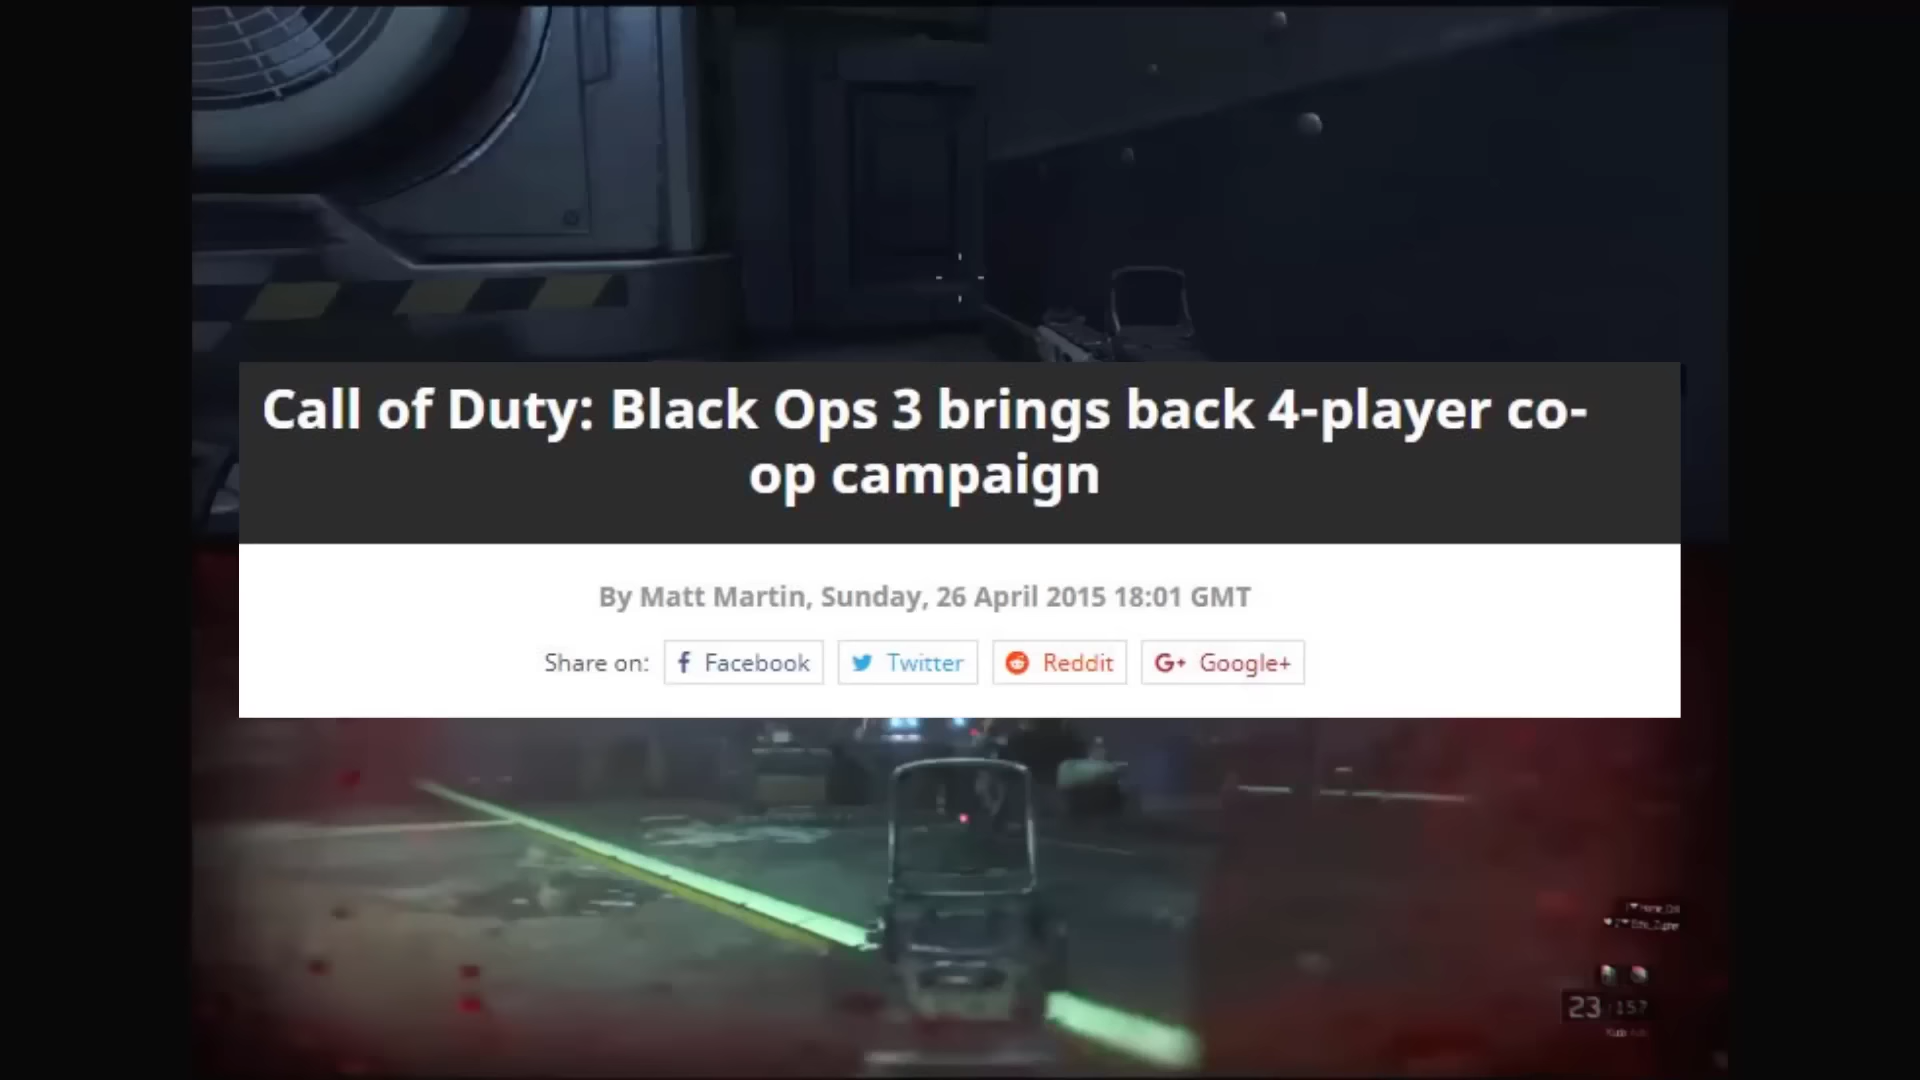 Call of Duty: Black Ops 3 brings back 4-player co-
op campaign
By Matt Martin, Sunday, 26 April 2015 18:01 GMT
Share on: Facebook Twitter Reddit Google+
23 157